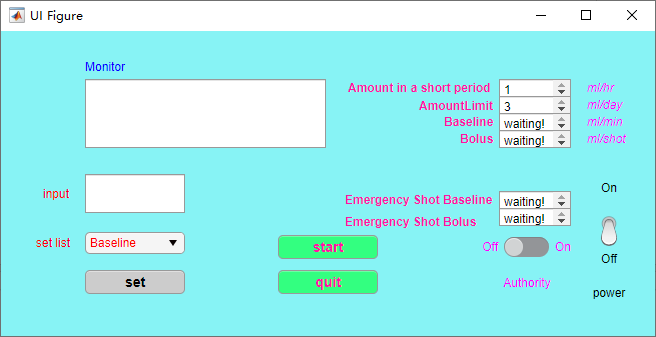 UI Figure
Monitor
Amount in a short period 1 ml/hr
AmountLimit 3 ml/day
Baseline waiting! ml/min
Bolus waiting! ml/shot
input
Emergency Shot Baseline waiting!
Emergency Shot Bolus waiting!
On
set list Baseline
start
Off On
Off
set
quit
Authority
power